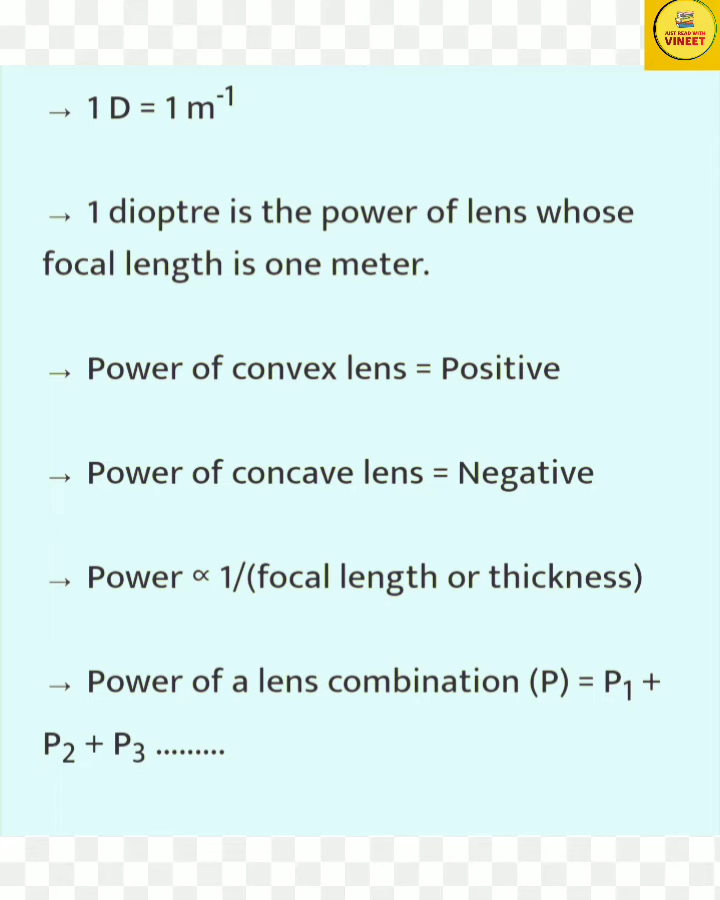 JUST READ WITH
VINEET
→ 1 D = 1 m⁻¹
→ 1 dioptre is the power of lens whose
focal length is one meter.
→ Power of convex lens = Positive
→ Power of concave lens = Negative
→ Power ∝ 1/(focal length or thickness)
→ Power of a lens combination (P) = P₁ +
P₂ + P₃ .........